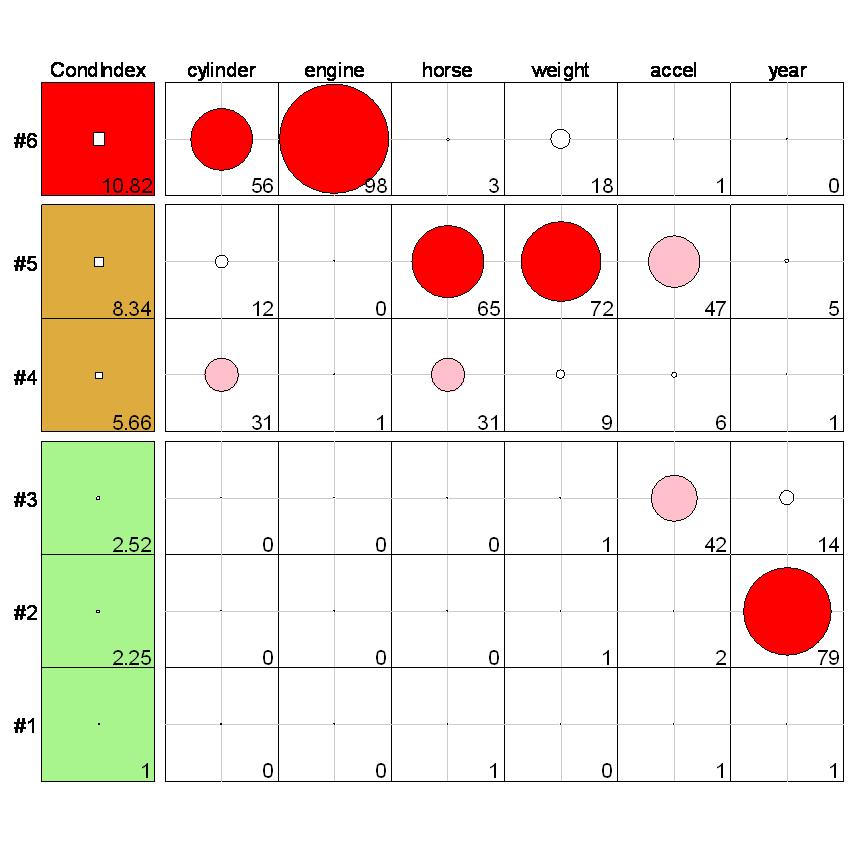 CondIndex cylinder engine horse weight accel year
#6 10.82 56 98 3 18 1 0
#5 8.34 12 0 65 72 47 5
#4 5.66 31 1 31 9 6 1
#3 2.52 0 0 0 1 42 14
#2 2.25 0 0 0 1 2 79
#1 1 0 0 1 0 1 1